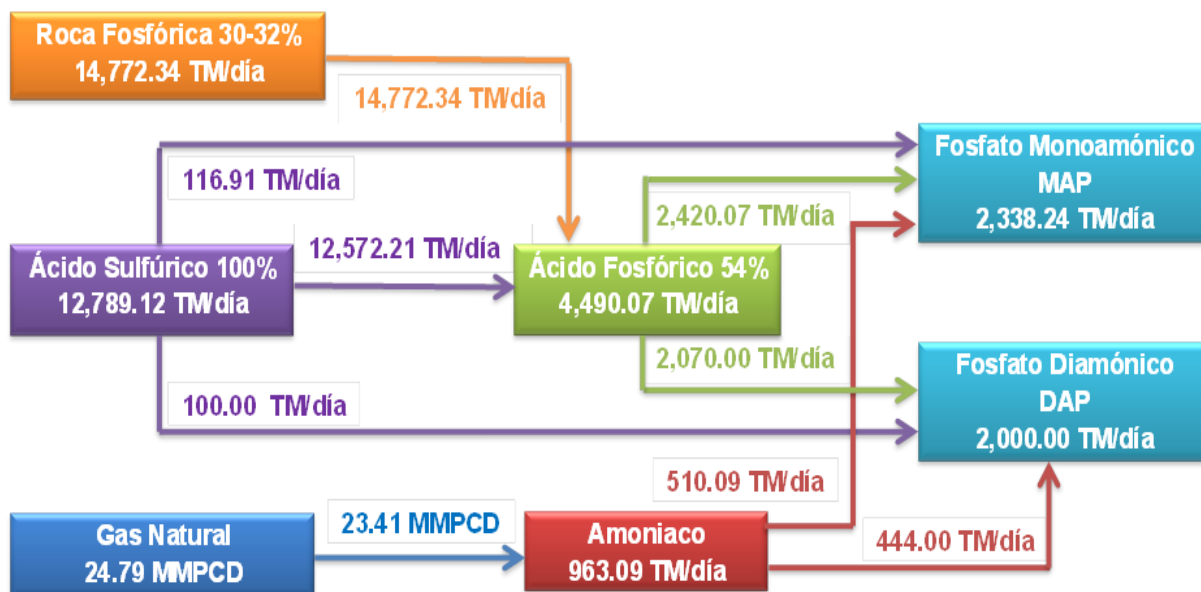 Roca Fosfórica 30-32%
14,772.34 TM/día
14,772.34 TM/día
116.91 TM/día
Fosfato Monoamónico
MAP
2,338.24 TM/día
2,420.07 TM/día
Ácido Sulfúrico 100%
12,789.12 TM/día
12,572.21 TM/día
Ácido Fosfórico 54%
4,490.07 TM/día
2,070.00 TM/día
100.00 TM/día
Fosfato Diamónico
DAP
2,000.00 TM/día
510.09 TM/día
Gas Natural
24.79 MMPCD
23.41 MMPCD
Amoniaco
963.09 TM/día
444.00 TM/día